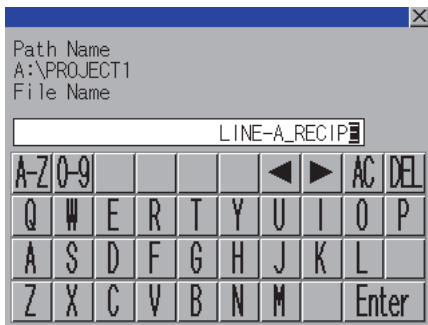 Path Name
A:\PROJECT1
File Name
LINE-A_RECIPE
A-Z 0-9 ◀ ▶ AC DEL
Q W E R T Y U I O P
A S D F G H J K L
Z X C V B N M Enter